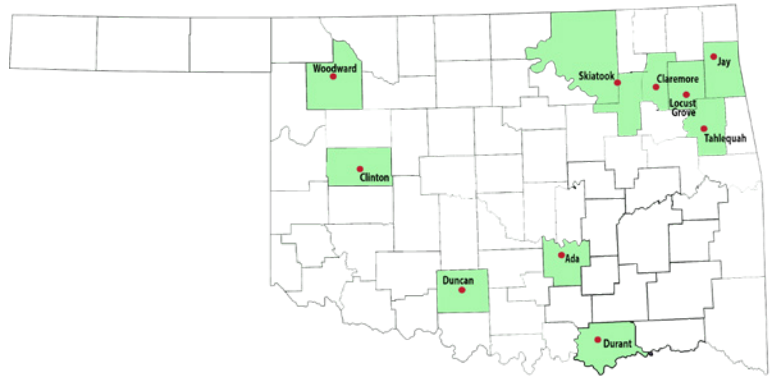 Jay
Woodward
Skiatook
Claremore
Locust
Grove
Tahlequah
Clinton
Ada
Duncan
Durant